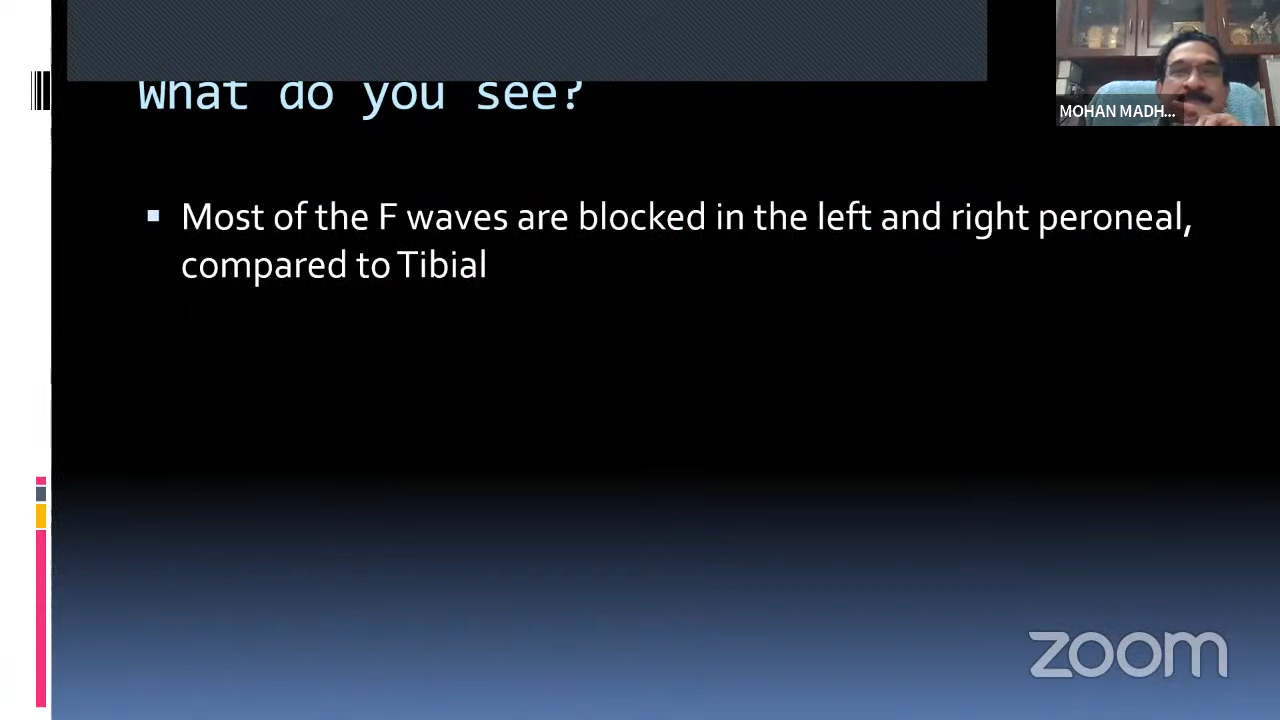 What do you see?
MOHAN MADH...
Most of the F waves are blocked in the left and right peroneal,
compared to Tibial
zoom